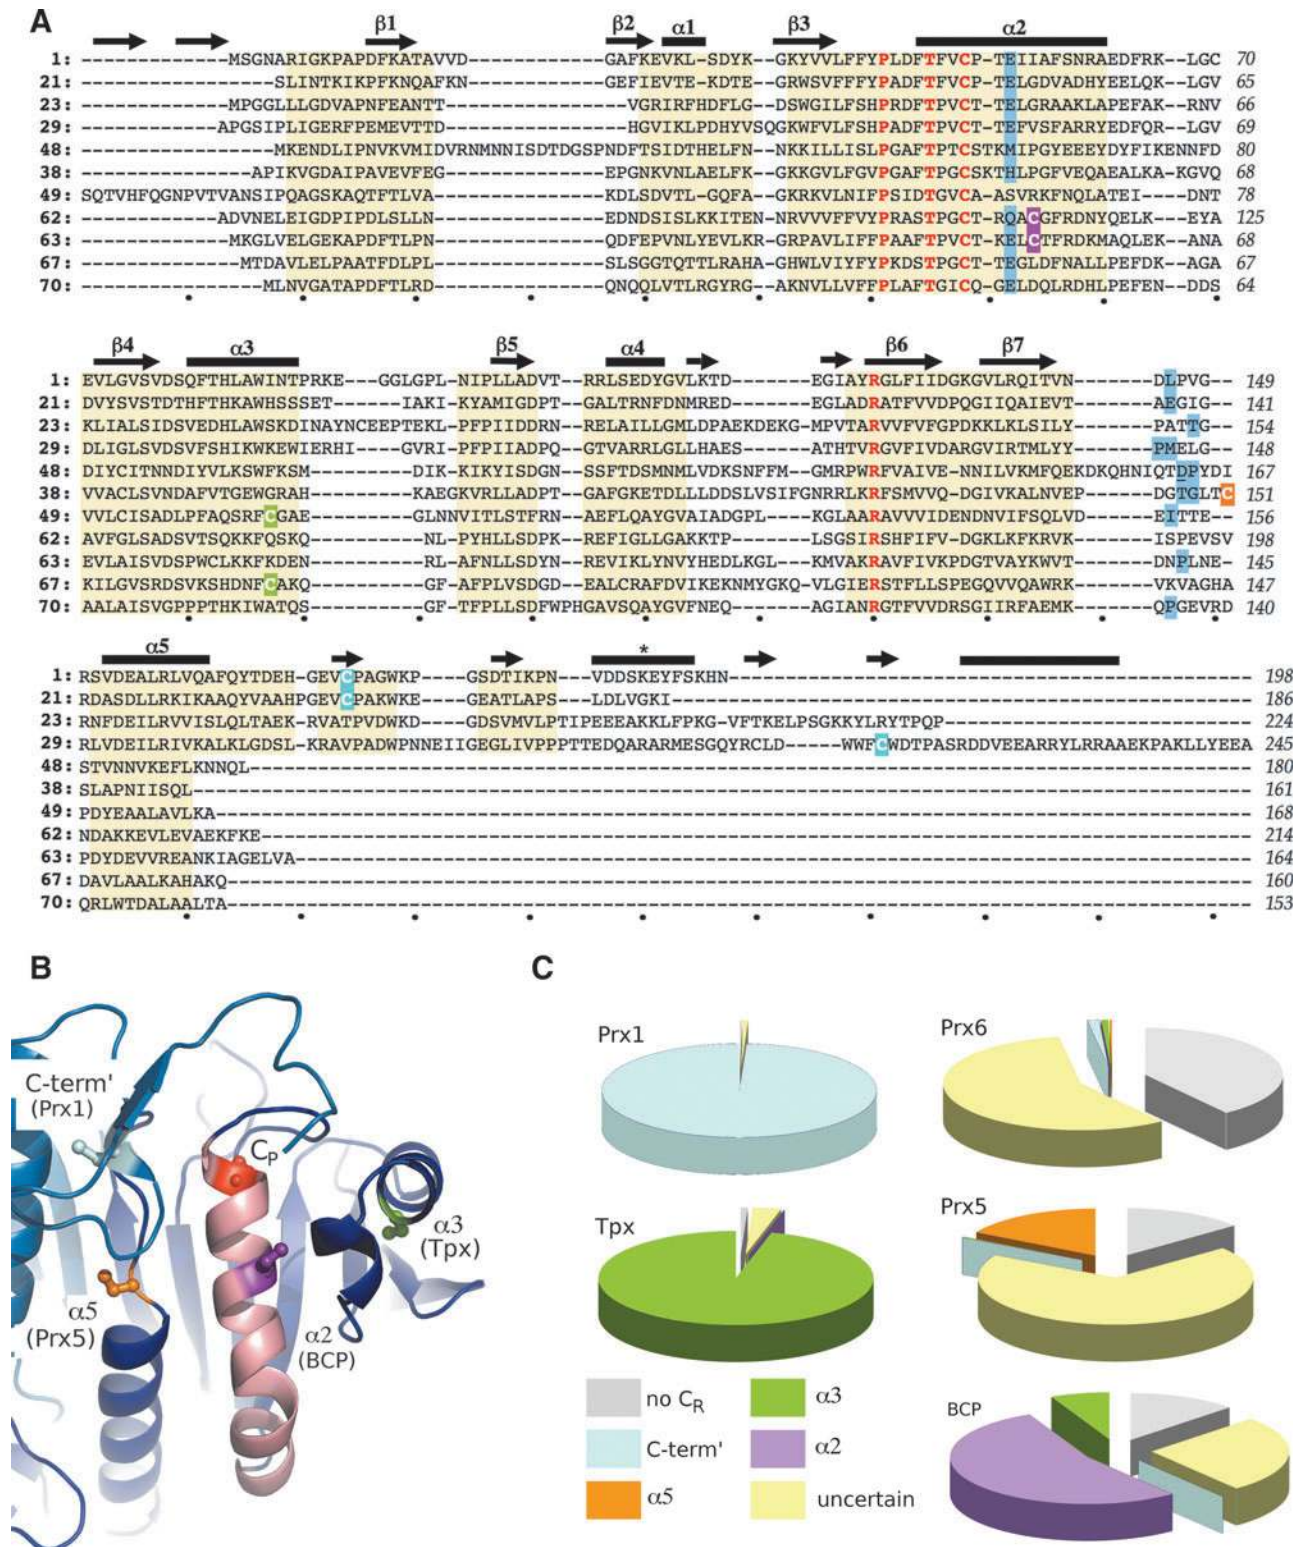 A
β1 β2 α1 β3 α2
1: ------------MSGNARIGKPAPDFKATAVVD---------------GAFKEVKL-SDYK--GKYVVLFFYPLDFTFVCP-TEIIAFSNRAEDFRK--LGC 70
21: ----------------SLINTKIKPFKNQAFKN------------GEFIEVTE-KDTE--GRWSVFFFYPADFTFVCP-TELGDVADHYEELQK-LGV 65
23: ------------MPGGLLLGDVAPNFEANTT--------------VGRIRFHDFLG--DSWGILFSHPRDFTPVCT-TELGRAAKLAPEFAK--RNV 66
29: -----------APGSIPLIGERFPEMEVTTD--------------HGVIKLPDHYVSQGKWFVLFSHPADFTPVCT-TEFVSFARRYEDFQR--LGV 69
48: ----------------MKENDLIPNVKVMIDVRNMNNISDTDGSPNDFTSIDTHELFN--NKKILLISLPGAFTPTCSTKMIPGYEEEYDYFIKENNFD 80
38: ----------------APIKVGDAIPAVEVFEG-----------EPGNKVNLAELFK--GKKGVLFGVPGAFTPGCSKTHLPGFVEQAEALKA-KGVQ 68
49: SQTVHFQGNPVTVANSIPQAGSKAQTFTLVA-------------KDLSDVTL-GQFA--GKRKVLNIFPSIDTGVCA-ASVRKFNQLATEI---DNT 78
62: -----------ADVNELEIGDPIPDLSLLN-------------EDNDSISLKKITEN--NRVVVFFVYPRASTPGCT-RQACGFRDNYQELK---EYA 125
63: -------------MKGLVELGEKAPDFTLPN-------------QDFEPVNLYEVLKR-GRPAVLIFFPAAFTPVCT-KELCTFRDKMAQLEK--ANA 68
67: -------------MTDAVLELPAATFDLPL--------------SLSGGTQTTLRAHA-GHWLVIYFYPKDSTPGCT-TEGLDFNALLPEFDK--AGA 67
70: ---------------MLNVGATAPDFTLRD--------------QNQQLVTLRGYRG--AKNVLLVFFPLAFTGICQ-GELDQLRDHLPEFEN--DDS 64
β4 α3 β5 α4 β6 β7
1: EVLGVSVDSQFTHLAWINTPRKE---GGLGPL-NIPLLADVT--RRLSEDYGVLKTD-------EGIAYRGLFIIDGKGVLRQITVN-------DLPVG-- 149
21: DVYSVSTDTHFTHKAWHSSSET------IAKI-KYAMIGDPT--GALTRNFDNMRED-------EGLADRATFVVDPQGIIQAIEVT-------AEGIG-- 141
23: KLIALSIDSVEDHLAWSKDINAYNCEEPTEKL-PFPIIDDRN--RELAILLGMLDPAEKDEKG-MPVTARVVFVFGPDKKLKLSILY-------PATTG-- 154
29: DLIGLSVDSVFSHIKWKEWIERHI---GVRI-PFPIIADPQ--GTVARRLGLLHAES-------ATHTVRGVFIVDARGVIRTMLYY-------PMELG-- 148
48: DIYCITNNDIYVLKSWFKSM-------DIK-KIKYISDGN--SSFTDSMNMLVDKSNFFM--GMRPWRFVAIVE-NNILVKMFQEKDKQHNIQTDPYDI 167
38: VVACLSVNDAFVTGEWGRAH------KAEGKVRLLADPT--GAFGKETDLLLDDSLVSIFGNRRLKRFSMVVQ-DGIVKALNVEP-------DGTGLTC 151
49: VVLCISADLPFAQSRFCGAE------GLNNVITLSTFRN-AEFLQAYGVAIADGPL-----KGLAARAVVVIDENDNVIFSQLVD-------EITTE-- 156
62: AVFGLSADSVTSQKKFQSKQ-------NL-PYHLLSDPK--REFIGLLGAKKTP-------LSGSIRSHFIFV-DGKLKFKRVK--------ISPEVSV 198
63: EVLAISVDSPWCLKKFKDEN-------RL-AFNLLSDYN--REVIKLYNVYHEDLKGL---KMVAKRAVFIVKPDGTVAYKWVT-------DNPLNE-- 145
67: KILGVSRDSVKSHDNFCAKQ-------GF-AFPLVSDGD--EALCRAFDVIKEKNMYGKQ-VLGIERSTFLLSPEGQVVQAWRK-------VKVAGHA 147
70: AALAISVGPPPTHKIWATQS-------GF-TFPLLSDFWPHGAVSQAYGVFNEQ-------AGIANRGTFVVDRSGIIRFAEMK-------QPGEVRD 140
α5 *
1: RSVDEALRLVQAFQYTDEH-GEVCPAGWKP----GSDTIKPN---VDDSKEYFSKHN------------------------------------ 198
21: RDASDLLRKIKAAQYVAAHPGEVCPAKWKE----GEATLAPS---LDLVGKI----------------------------------------- 186
23: RNFDEILRVVISLQLTAEK-RVATPVDWKD----GDSVMVLPTIPEEEAKKLFPKG-VFTKELPSGKKYLRYTPQP----------------- 224
29: RLVDEILRIVKALKLGDSL-KRAVPADWPNNEIIGEGLIVPPPTTEDQARARMESGQYRCLD-----WWFCWDTPASRDDVEEARRYLRRAAEKPAKLLYEEA 245
48: STVNNVKEFLKNNQL------------------------------------------------------------------------------ 180
38: SLAPNIISQL----------------------------------------------------------------------------------- 161
49: PDYEAALAVLKA--------------------------------------------------------------------------------- 168
62: NDAKKEVLEVAEKFKE----------------------------------------------------------------------------- 214
63: PDYDEVVREANKIAGELVA-------------------------------------------------------------------------- 164
67: DAVLAALKAHAKQ-------------------------------------------------------------------------------- 160
70: QRLWTDALAALTA-------------------------------------------------------------------------------- 153
B
C-term'
(Prx1)
CP
α3
(Tpx)
α5
(Prx5)
α2
(BCP)
C
Prx1
Prx6
Tpx
Prx5
BCP
no CR
α3
C-term'
α2
α5
uncertain